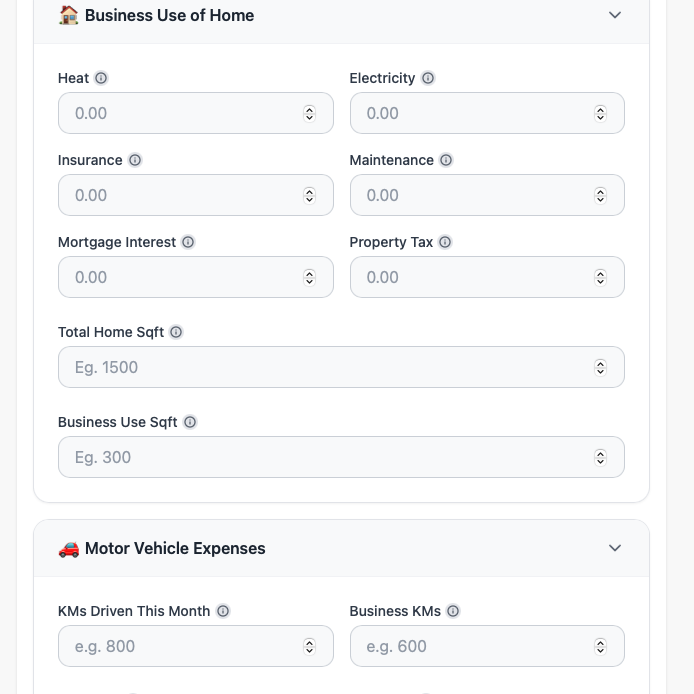 Business Use of Home
Heat
Electricity
0.00
0.00
Insurance
Maintenance
0.00
0.00
Mortgage Interest
Property Tax
0.00
0.00
Total Home Sqft
Eg. 1500
Business Use Sqft
Eg. 300
Motor Vehicle Expenses
KMs Driven This Month
Business KMs
e.g. 800
e.g. 600